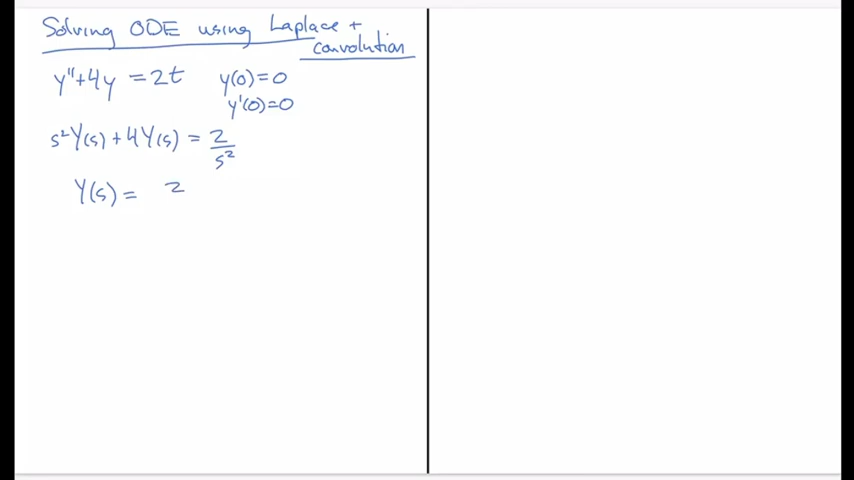 Solving ODE using Laplace +
convolution
y''+4y = 2t y(0)=0
y'(0)=0
s²Y(s) + 4Y(s) = 2/s²
Y(s) = 2